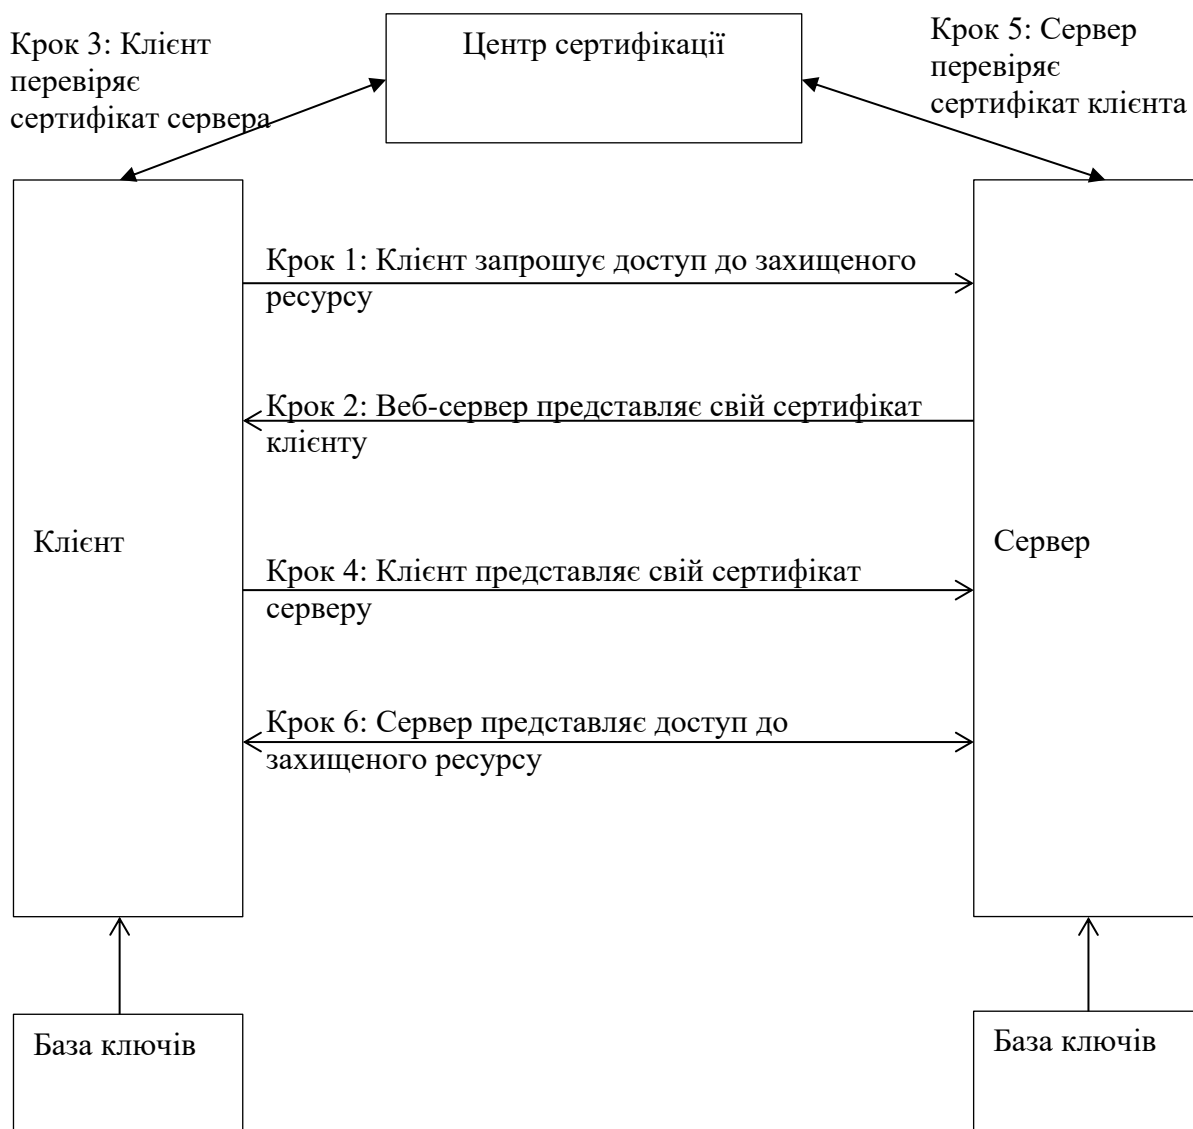 Крок 3: Клієнт
перевіряє
сертифікат сервера
Центр сертифікації
Крок 5: Сервер
перевіряє
сертифікат клієнта
Крок 1: Клієнт запрошує доступ до захищеного
ресурсу
Крок 2: Веб-сервер представляє свій сертифікат
клієнту
Клієнт
Сервер
Крок 4: Клієнт представляє свій сертифікат
серверу
Крок 6: Сервер представляє доступ до
захищеного ресурсу
База ключів
База ключів